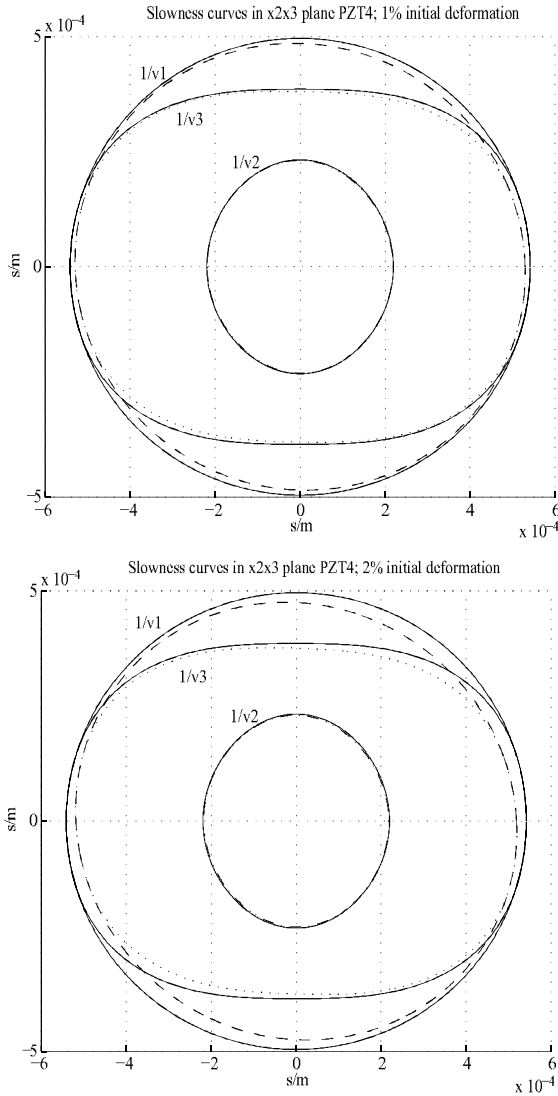 Slowness curves in x2x3 plane PZT4; 1% initial deformation
5 x 10⁻⁴
1/v1
1/v3
1/v2
s/m
0
−5
−6 −4 −2 0 2 4 6
s/m
x 10⁻⁴
Slowness curves in x2x3 plane PZT4; 2% initial deformation
5 x 10⁻⁴
1/v1
1/v3
1/v2
s/m
0
−5
−6 −4 −2 0 2 4 6
s/m
x 10⁻⁴